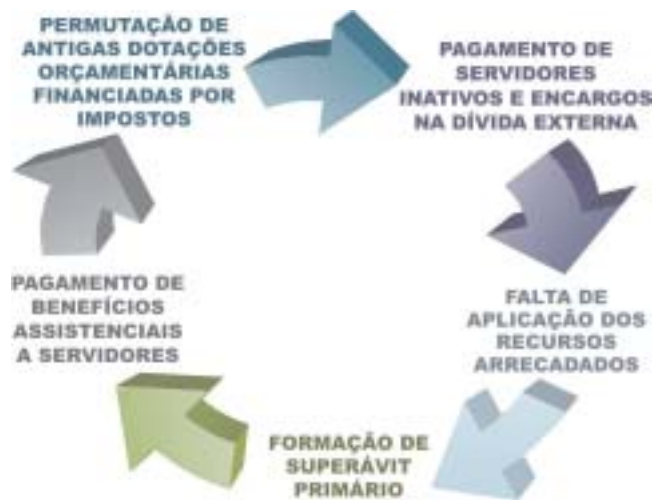 PERMUTAÇÃO DE
ANTIGAS DOTAÇÕES
ORÇAMENTÁRIAS
FINANCIADAS POR
IMPOSTOS
PAGAMENTO DE
SERVIDORES
INATIVOS E ENCARGOS
NA DÍVIDA EXTERNA
FALTA DE
APLICAÇÃO DOS
RECURSOS
ARRECADADOS
FORMAÇÃO DE
SUPERÁVIT
PRIMÁRIO
PAGAMENTO DE
BENEFÍCIOS
ASSISTENCIAIS
A SERVIDORES